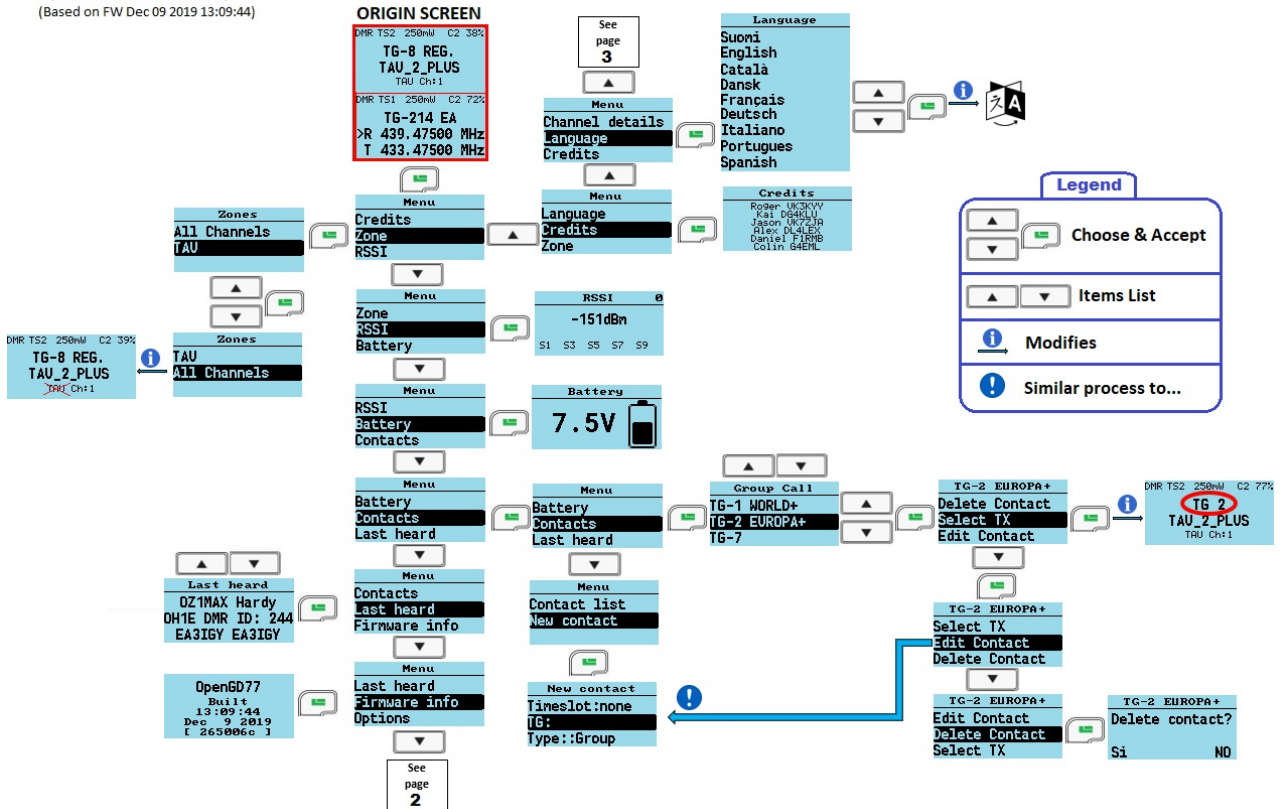 (Based on FW Dec 09 2019 13:09:44)
ORIGIN SCREEN
DMR TS2 250mW C2 38%
TG-8 REG.
TAU_2_PLUS
TAU Ch:1
DMR TS1 250mW C2 72%
TG-214 EA
>R 439.47500 MHz
T 433.47500 MHz
See
page
3
Menu
Channel details
Language
Credits
Language
Suomi
English
Català
Dansk
Français
Deutsch
Italiano
Portugues
Spanish
Menu
Language
Credits
Zone
Credits
Roger VK3KYY
Kai DG4KLU
Jason VK7ZJA
Alex DL4LEX
Daniel F1RMB
Colin G4EML
Legend
Choose & Accept
Items List
Modifies
Similar process to...
Zones
All Channels
TAU
Menu
Credits
Zone
RSSI
Zones
TAU
All Channels
DMR TS2 250mW C2 39%
TG-8 REG.
TAU_2_PLUS
TAU Ch:1
Menu
Zone
RSSI
Battery
RSSI 0
-151dBm
S1 S3 S5 S7 S9
Menu
RSSI
Battery
Contacts
Battery
7.5V
Menu
Battery
Contacts
Last heard
Menu
Battery
Contacts
Last heard
Group Call
TG-1 WORLD+
TG-2 EUROPA+
TG-7
TG-2 EUROPA+
Delete Contact
Select TX
Edit Contact
DMR TS2 250mW C2 77%
TG 2
TAU_2_PLUS
TAU Ch:1
Last heard
OZ1MAX Hardy
OH1E DMR ID: 244
EA3IGY EA3IGY
Menu
Contacts
Last heard
Firmware info
Menu
Contact list
New contact
TG-2 EUROPA+
Select TX
Edit Contact
Delete Contact
OpenGD77
Built
13:09:44
Dec 9 2019
[ 265006c ]
Menu
Last heard
Firmware info
Options
New contact
Timeslot:none
TG:
Type::Group
TG-2 EUROPA+
Edit Contact
Delete Contact
Select TX
TG-2 EUROPA+
Delete contact?
Si NO
See
page
2